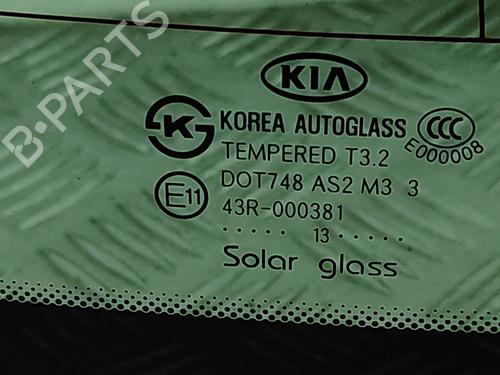 B-PARTS
KIA
K KOREA AUTOGLASS CCC
E000008
TEMPERED T3.2
E11 DOT748 AS2 M3 3
43R-000381
..... 13 .....
Solar glass